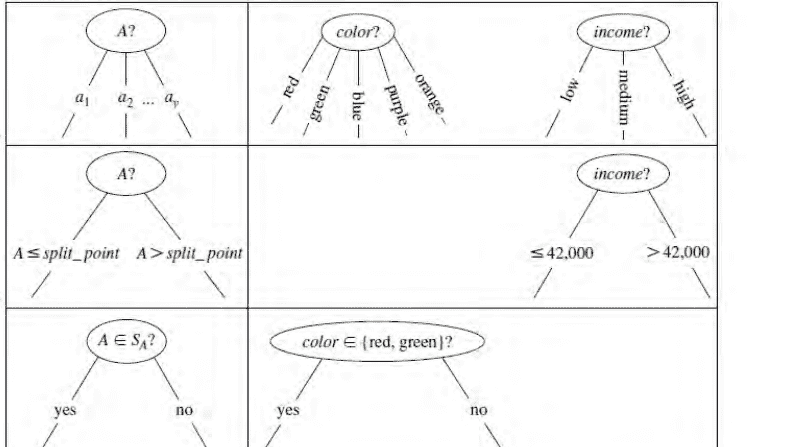 A?
a1 a2 ... av
color?
red green blue purple orange
income?
low medium high
A?
A ≤ split_point A > split_point
income?
≤ 42,000 > 42,000
A ∈ SA?
yes no
color ∈ {red, green}?
yes no